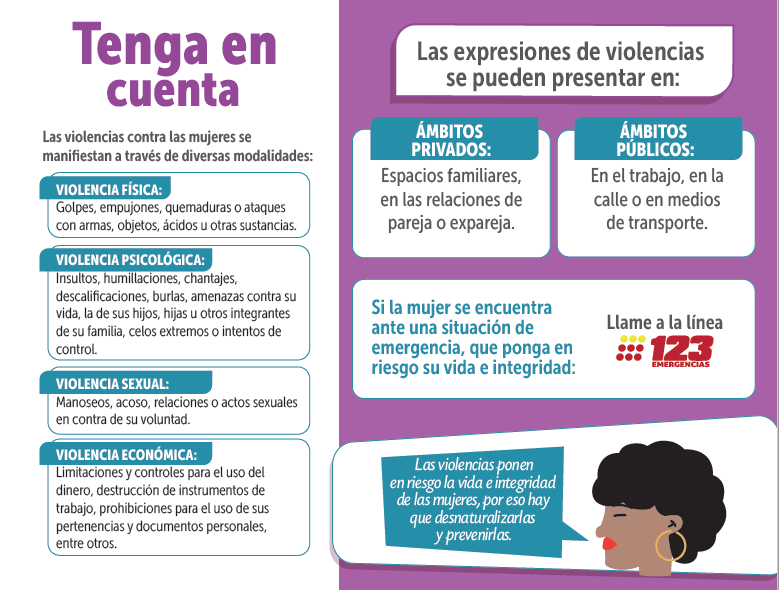 Tenga en
cuenta
Las violencias contra las mujeres se
manifiestan a través de diversas modalidades:
VIOLENCIA FÍSICA:
Golpes, empujones, quemaduras o ataques
con armas, objetos, ácidos u otras sustancias.
VIOLENCIA PSICOLÓGICA:
Insultos, humillaciones, chantajes,
descalificaciones, burlas, amenazas contra su
vida, la de sus hijos, hijas u otros integrantes
de su familia, celos extremos o intentos de
control.
VIOLENCIA SEXUAL:
Manoseos, acoso, relaciones o actos sexuales
en contra de su voluntad.
VIOLENCIA ECONÓMICA:
Limitaciones y controles para el uso del
dinero, destrucción de instrumentos de
trabajo, prohibiciones para el uso de sus
pertenencias y documentos personales,
entre otros.
Las expresiones de violencias
se pueden presentar en:
ÁMBITOS
PRIVADOS:
Espacios familiares,
en las relaciones de
pareja o expareja.
ÁMBITOS
PÚBLICOS:
En el trabajo, en la
calle o en medios
de transporte.
Si la mujer se encuentra
ante una situación de
emergencia, que ponga en
riesgo su vida e integridad:
Llame a la línea
123
EMERGENCIAS
Las violencias ponen
en riesgo la vida e integridad
de las mujeres, por eso hay
que desnaturalizarlas
y prevenirlas.